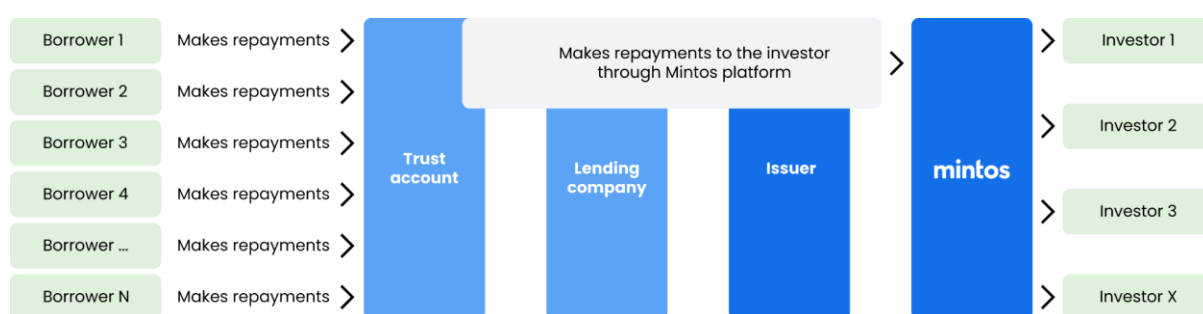 Borrower 1
Makes repayments
Borrower 2
Makes repayments
Borrower 3
Makes repayments
Borrower 4
Makes repayments
Borrower ...
Makes repayments
Borrower N
Makes repayments
Trust
account
Makes repayments to the investor
through Mintos platform
Lending
company
Issuer
mintos
Investor 1
Investor 2
Investor 3
Investor X